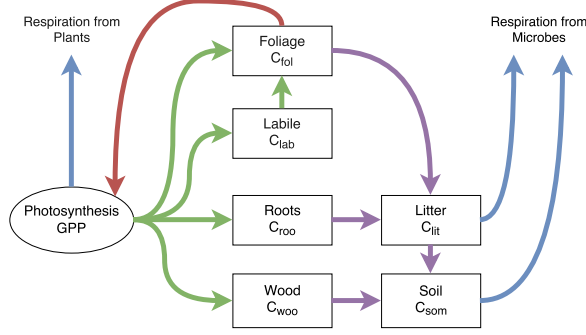 Respiration from
Plants
Respiration from
Microbes
Foliage
Cfol
Labile
Clab
Photosynthesis
GPP
Roots
Croo
Litter
Clit
Wood
Cwoo
Soil
Csom